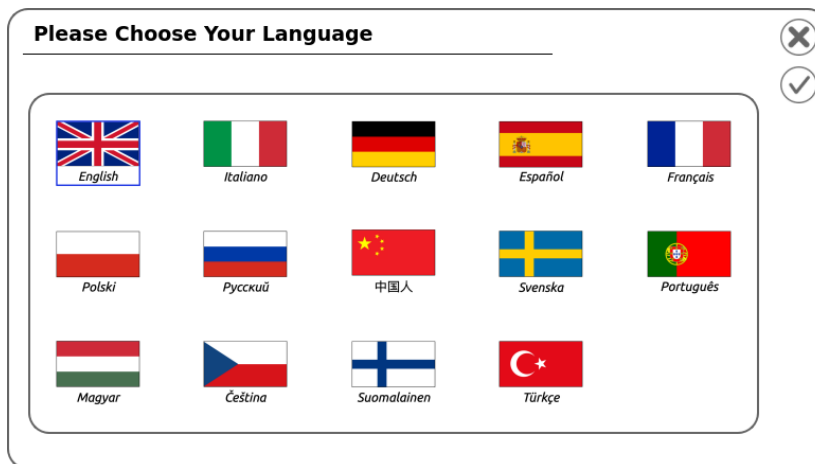 Please Choose Your Language
English Italiano Deutsch Español Français
Polski Русский 中国人 Svenska Português
Magyar Čeština Suomalainen Türkçe